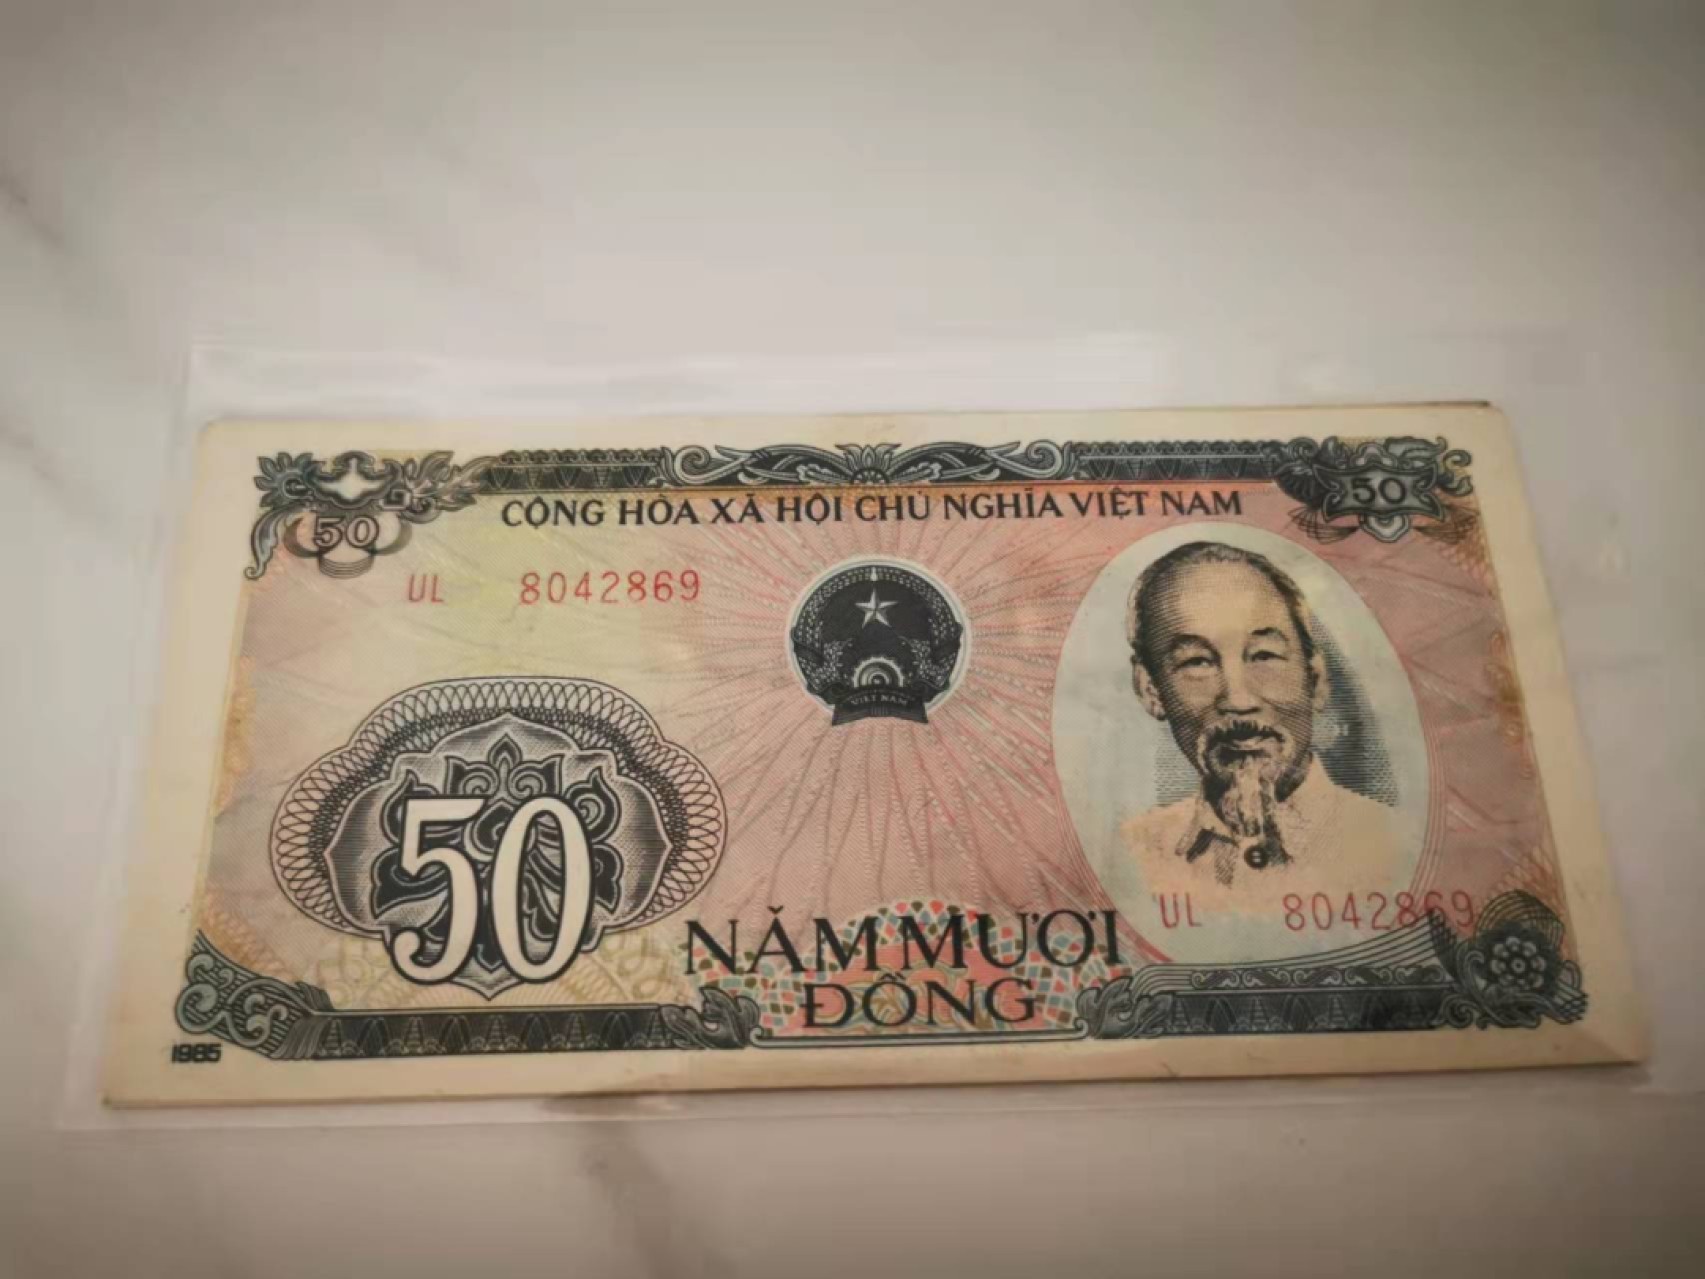 CỘNG HÒA XÃ HỘI CHỦ NGHĨA VIỆT NAM
50
50
UL 8042869
VIET NAM
50
UL 8042869
NĂM MƯƠI
ĐỒNG
1985